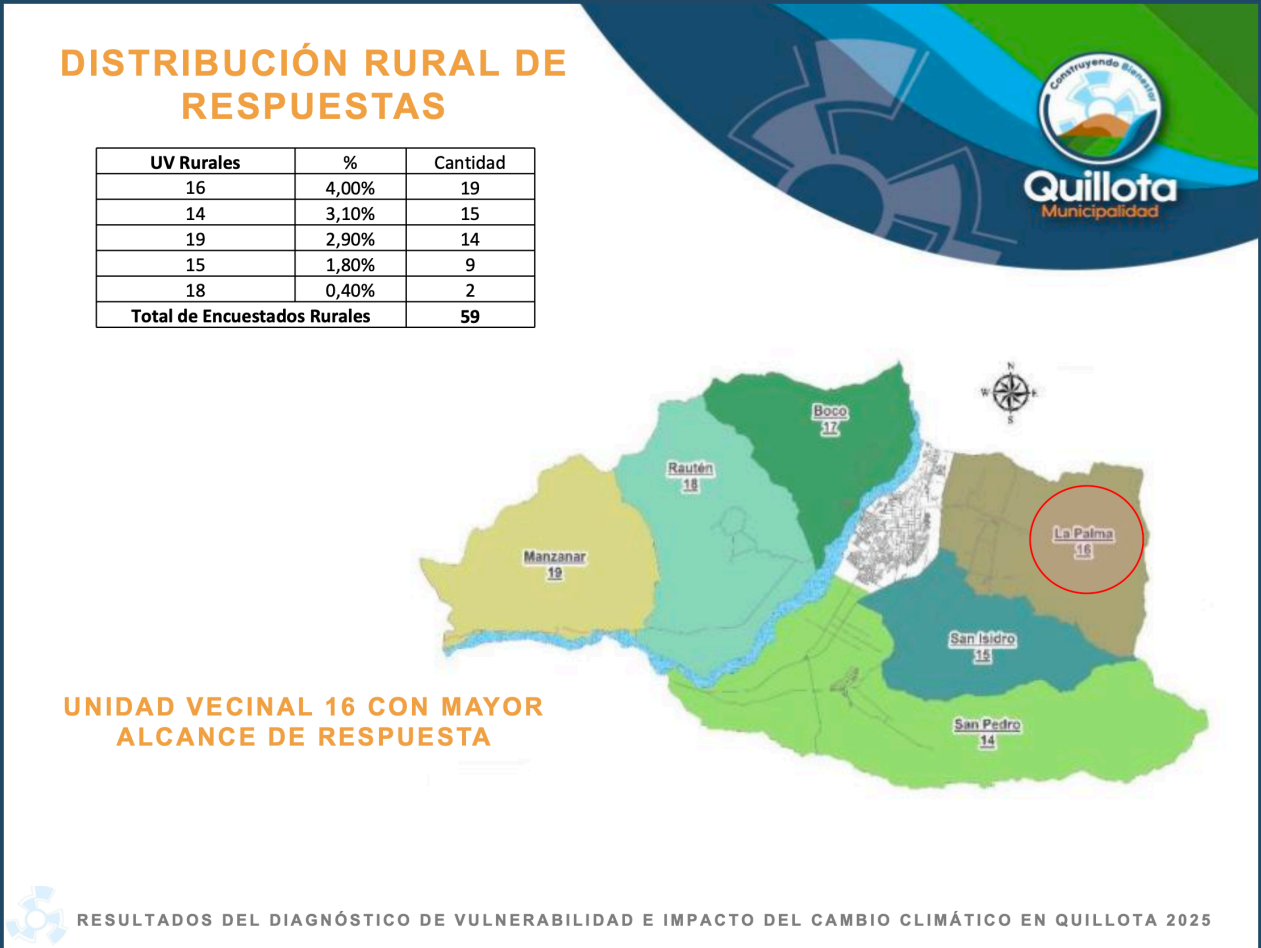 DISTRIBUCIÓN RURAL DE
RESPUESTAS
Construyendo Bienestar
Quillota
Municipalidad
UV Rurales % Cantidad
16 4,00% 19
14 3,10% 15
19 2,90% 14
15 1,80% 9
18 0,40% 2
Total de Encuestados Rurales 59
N
W E
S
Boco
17
Rautén
18
La Palma
16
Manzanar
19
San Isidro
15
San Pedro
14
UNIDAD VECINAL 16 CON MAYOR
ALCANCE DE RESPUESTA
RESULTADOS DEL DIAGNÓSTICO DE VULNERABILIDAD E IMPACTO DEL CAMBIO CLIMÁTICO EN QUILLOTA 2025